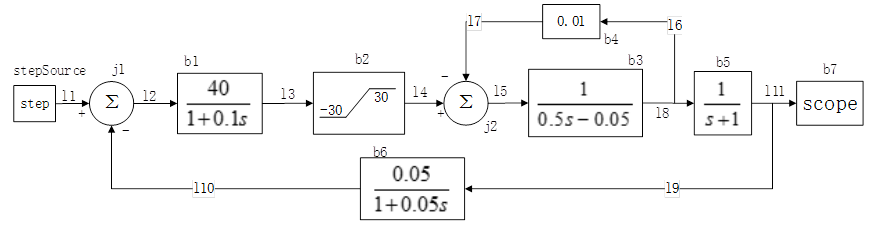 l7
0.01
l6
b4
stepSource
j1
b1
b2
b3
b5
b7
step
l1
+
Σ
−
l2
40
1+0.1s
l3
−30
30
l4
+
−
Σ
j2
l5
1
0.5s−0.05
l8
1
s+1
l11
scope
b6
0.05
1+0.05s
l10
l9